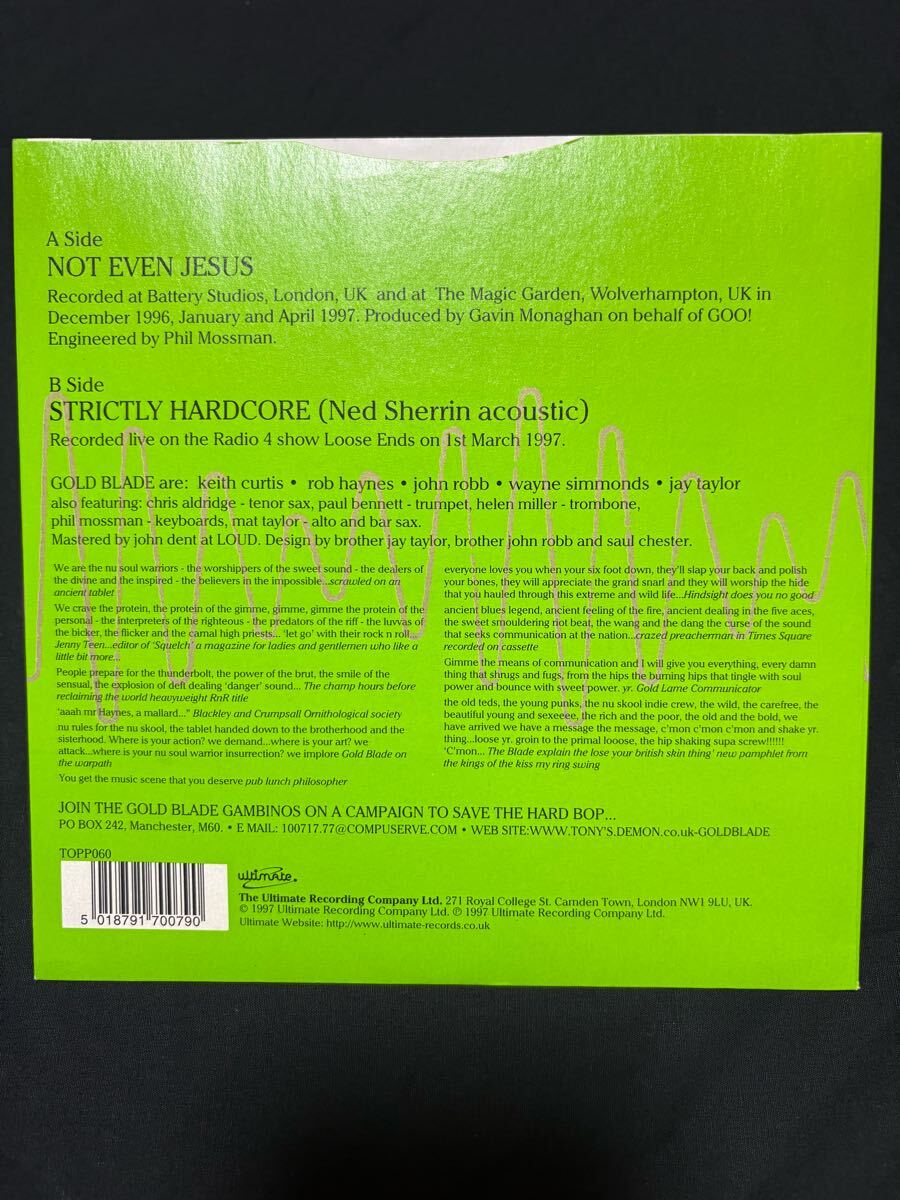 A Side
NOT EVEN JESUS
Recorded at Battery Studios, London, UK and at The Magic Garden, Wolverhampton, UK in
December 1996, January and April 1997. Produced by Gavin Monaghan on behalf of GOO!
Engineered by Phil Mossman.
B Side
STRICTLY HARDCORE (Ned Sherrin acoustic)
Recorded live on the Radio 4 show Loose Ends on 1st March 1997.
GOLD BLADE are: keith curtis • rob haynes • john robb • wayne simmonds • jay taylor
also featuring: chris aldridge - tenor sax, paul bennett - trumpet, helen miller - trombone,
phil mossman - keyboards, mat taylor - alto and bar sax.
Mastered by john dent at LOUD. Design by brother jay taylor, brother john robb and saul chester.
We are the nu soul warriors - the worshippers of the sweet sound - the dealers of
the divine and the inspired - the believers in the impossible...scrawled on an
ancient tablet
We crave the protein, the protein of the gimme, gimme, gimme the protein of the
personal - the interpreters of the righteous - the predators of the riff - the luvvas of
the bicker, the flicker and the carnal high priests... 'let go' with their rock n roll..
Jenny Teen...editor of 'Squelch' a magazine for ladies and gentlemen who like a
little bit more...
People prepare for the thunderbolt, the power of the brut, the smile of the
sensual, the explosion of deft dealing 'danger' sound... The champ hours before
reclaiming the world heavyweight RnR title
'aaah mr Haynes, a mallard..." Blackley and Crumpsall Ornithological society
nu rules for the nu skool, the tablet handed down to the brotherhood and the
sisterhood. Where is your action? we demand...where is your art? we
attack...where is your nu soul warrior insurrection? we implore Gold Blade on
the warpath
You get the music scene that you deserve pub lunch philosopher
everyone loves you when your six foot down, they'll slap your back and polish
your bones, they will appreciate the grand snarl and they will worship the hide
that you hauled through this extreme and wild life...Hindsight does you no good
ancient blues legend, ancient feeling of the fire, ancient dealing in the five aces,
the sweet smouldering hot beat, the wang and the dang the curse of the sound
that seeks communication at the nation...crazed preacherman in Times Square
recorded on cassette
Gimme the means of communication and I will give you everything, every damn
thing that shrugs and fugs, from the hips the burning hips that tingle with soul
power and bounce with sweet power. yr. Gold Lame Communicator
the old teds, the young punks, the nu skool indie crew, the wild, the carefree, the
beautiful young and sexeeee, the rich and the poor, the old and the bold, we
have arrived we have a message the message, c'mon c'mon c'mon and shake yr.
thing...loose yr. groin to the primal looose, the hip shaking supa screw!!!!!!
'C'mon... The Blade explain the lose your british skin thing' new pamphlet from
the kings of the kiss my ring swing
JOIN THE GOLD BLADE GAMBINOS ON A CAMPAIGN TO SAVE THE HARD BOP...
PO BOX 242, Manchester, M60. • E MAIL: 100717.77@COMPUSERVE.COM • WEB SITE:WWW.TONY'S.DEMON.co.uk-GOLDBLADE
TOPP060
5 018791 700790
ultimate.
The Ultimate Recording Company Ltd. 271 Royal College St. Camden Town, London NW1 9LU, UK.
© 1997 Ultimate Recording Company Ltd. ℗ 1997 Ultimate Recording Company Ltd.
Ultimate Website: http://www.ultimate-records.co.uk